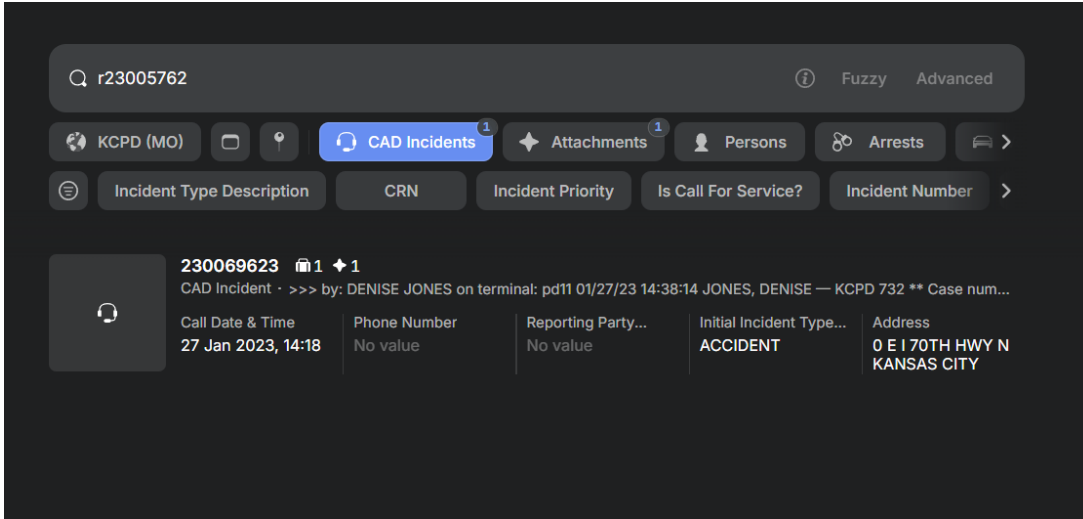 r23005762 Fuzzy Advanced
KCPD (MO) CAD Incidents 1 Attachments 1 Persons Arrests
Incident Type Description CRN Incident Priority Is Call For Service? Incident Number
230069623 1 1
CAD Incident · >>> by: DENISE JONES on terminal: pd11 01/27/23 14:38:14 JONES, DENISE — KCPD 732 ** Case num...
Call Date & Time Phone Number Reporting Party... Initial Incident Type... Address
27 Jan 2023, 14:18 No value No value ACCIDENT 0 E I 70TH HWY N
KANSAS CITY